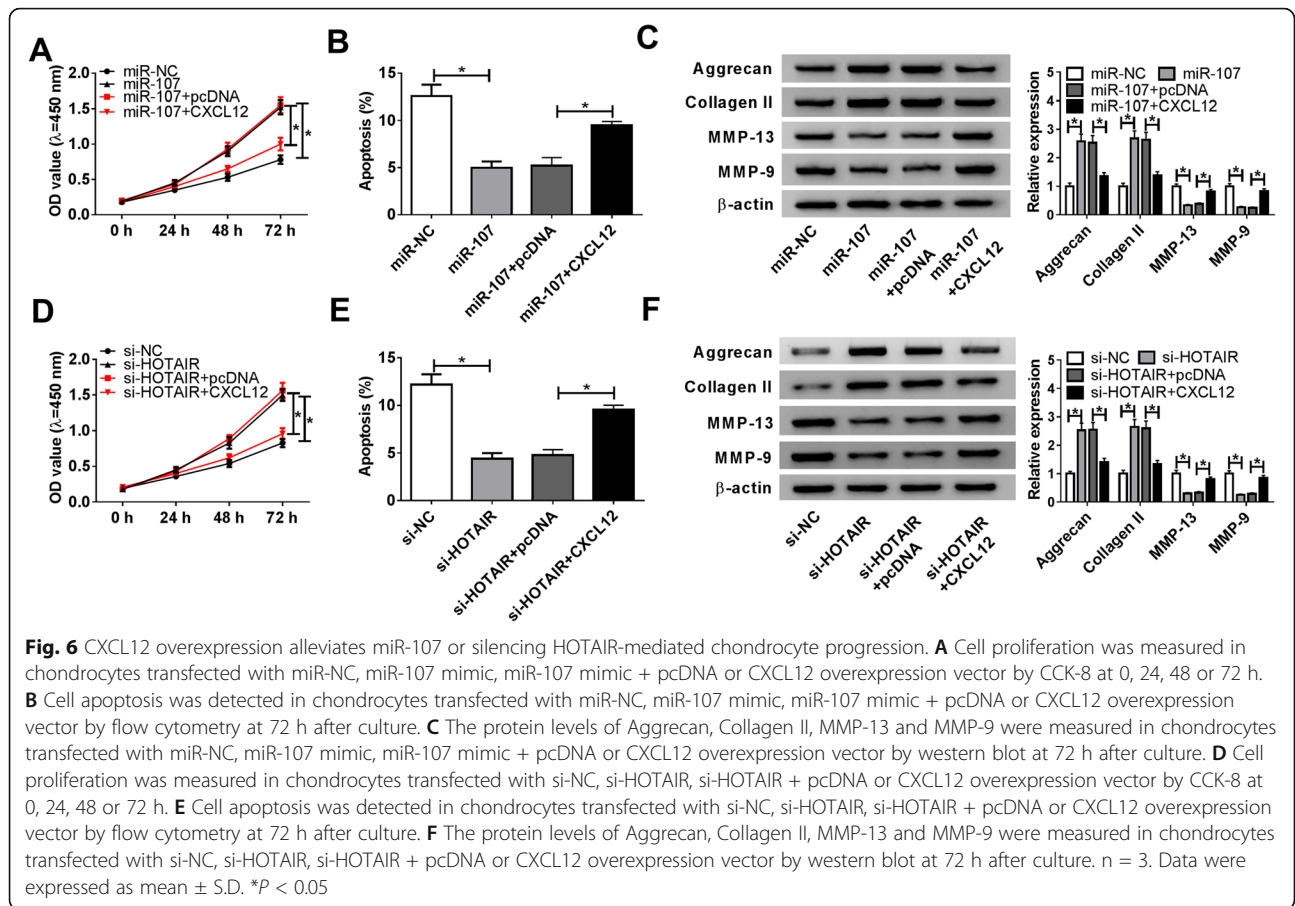 A
miR-NC
miR-107
miR-107+pcDNA
miR-107+CXCL12
OD value (λ=450 nm)
2.0
1.5
1.0
0.5
0.0
0 h 24 h 48 h 72 h
* *
B
Apoptosis (%)
15
10
5
0
* *
miR-NC
miR-107
miR-107+pcDNA
miR-107+CXCL12
C
Aggrecan
Collagen II
MMP-13
MMP-9
β-actin
miR-NC
miR-107
miR-107
+pcDNA
miR-107
+CXCL12
miR-NC miR-107
miR-107+pcDNA
miR-107+CXCL12
Relative expression
5
4
3
2
1
0
* * * * * * * *
Aggrecan
Collagen II
MMP-13
MMP-9
D
si-NC
si-HOTAIR
si-HOTAIR+pcDNA
si-HOTAIR+CXCL12
OD value (λ=450 nm)
2.0
1.5
1.0
0.5
0.0
0 h 24 h 48 h 72 h
* *
E
Apoptosis (%)
15
10
5
0
* *
si-NC
si-HOTAIR
si-HOTAIR+pcDNA
si-HOTAIR+CXCL12
F
Aggrecan
Collagen II
MMP-13
MMP-9
β-actin
si-NC
si-HOTAIR
si-HOTAIR
+pcDNA
si-HOTAIR
+CXCL12
si-NC si-HOTAIR
si-HOTAIR+pcDNA
si-HOTAIR+CXCL12
Relative expression
5
4
3
2
1
0
* * * * * * * *
Aggrecan
Collagen II
MMP-13
MMP-9
Fig. 6 CXCL12 overexpression alleviates miR-107 or silencing HOTAIR-mediated chondrocyte progression. A Cell proliferation was measured in
chondrocytes transfected with miR-NC, miR-107 mimic, miR-107 mimic + pcDNA or CXCL12 overexpression vector by CCK-8 at 0, 24, 48 or 72 h.
B Cell apoptosis was detected in chondrocytes transfected with miR-NC, miR-107 mimic, miR-107 mimic + pcDNA or CXCL12 overexpression
vector by flow cytometry at 72 h after culture. C The protein levels of Aggrecan, Collagen II, MMP-13 and MMP-9 were measured in chondrocytes
transfected with miR-NC, miR-107 mimic, miR-107 mimic + pcDNA or CXCL12 overexpression vector by western blot at 72 h after culture. D Cell
proliferation was measured in chondrocytes transfected with si-NC, si-HOTAIR, si-HOTAIR + pcDNA or CXCL12 overexpression vector by CCK-8 at
0, 24, 48 or 72 h. E Cell apoptosis was detected in chondrocytes transfected with si-NC, si-HOTAIR, si-HOTAIR + pcDNA or CXCL12 overexpression
vector by flow cytometry at 72 h after culture. F The protein levels of Aggrecan, Collagen II, MMP-13 and MMP-9 were measured in chondrocytes
transfected with si-NC, si-HOTAIR, si-HOTAIR + pcDNA or CXCL12 overexpression vector by western blot at 72 h after culture. n = 3. Data were
expressed as mean ± S.D. *P < 0.05